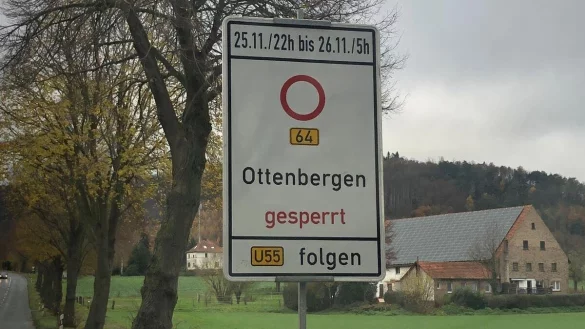 25.11./22h bis 26.11./5h
64
Ottenbergen
gesperrt
U55 folgen